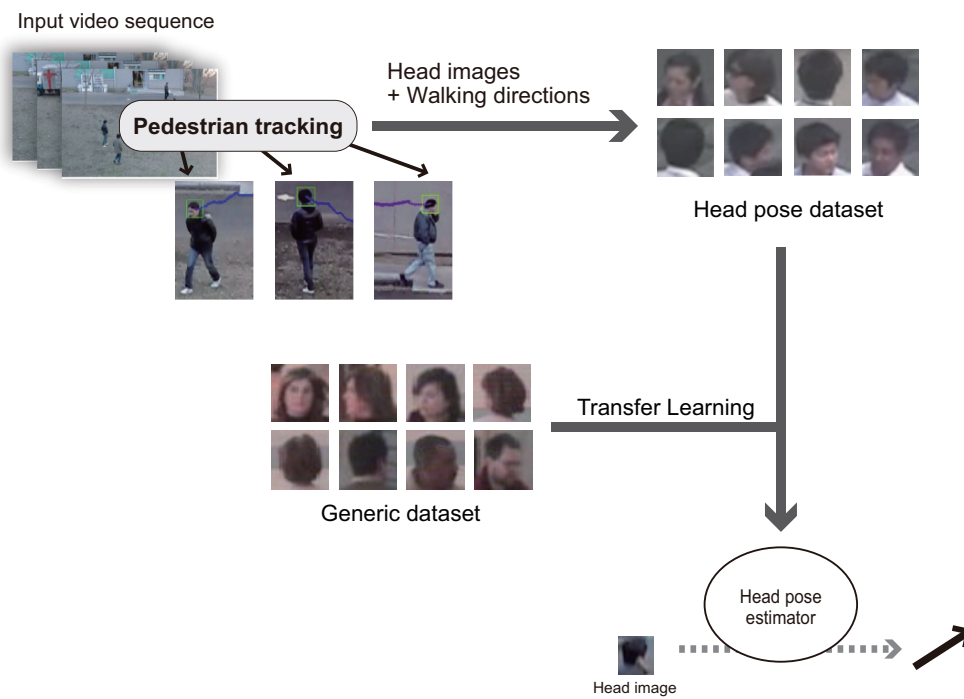 Input video sequence
Pedestrian tracking
Head images
+ Walking directions
Head pose dataset
Transfer Learning
Generic dataset
Head pose
estimator
Head image